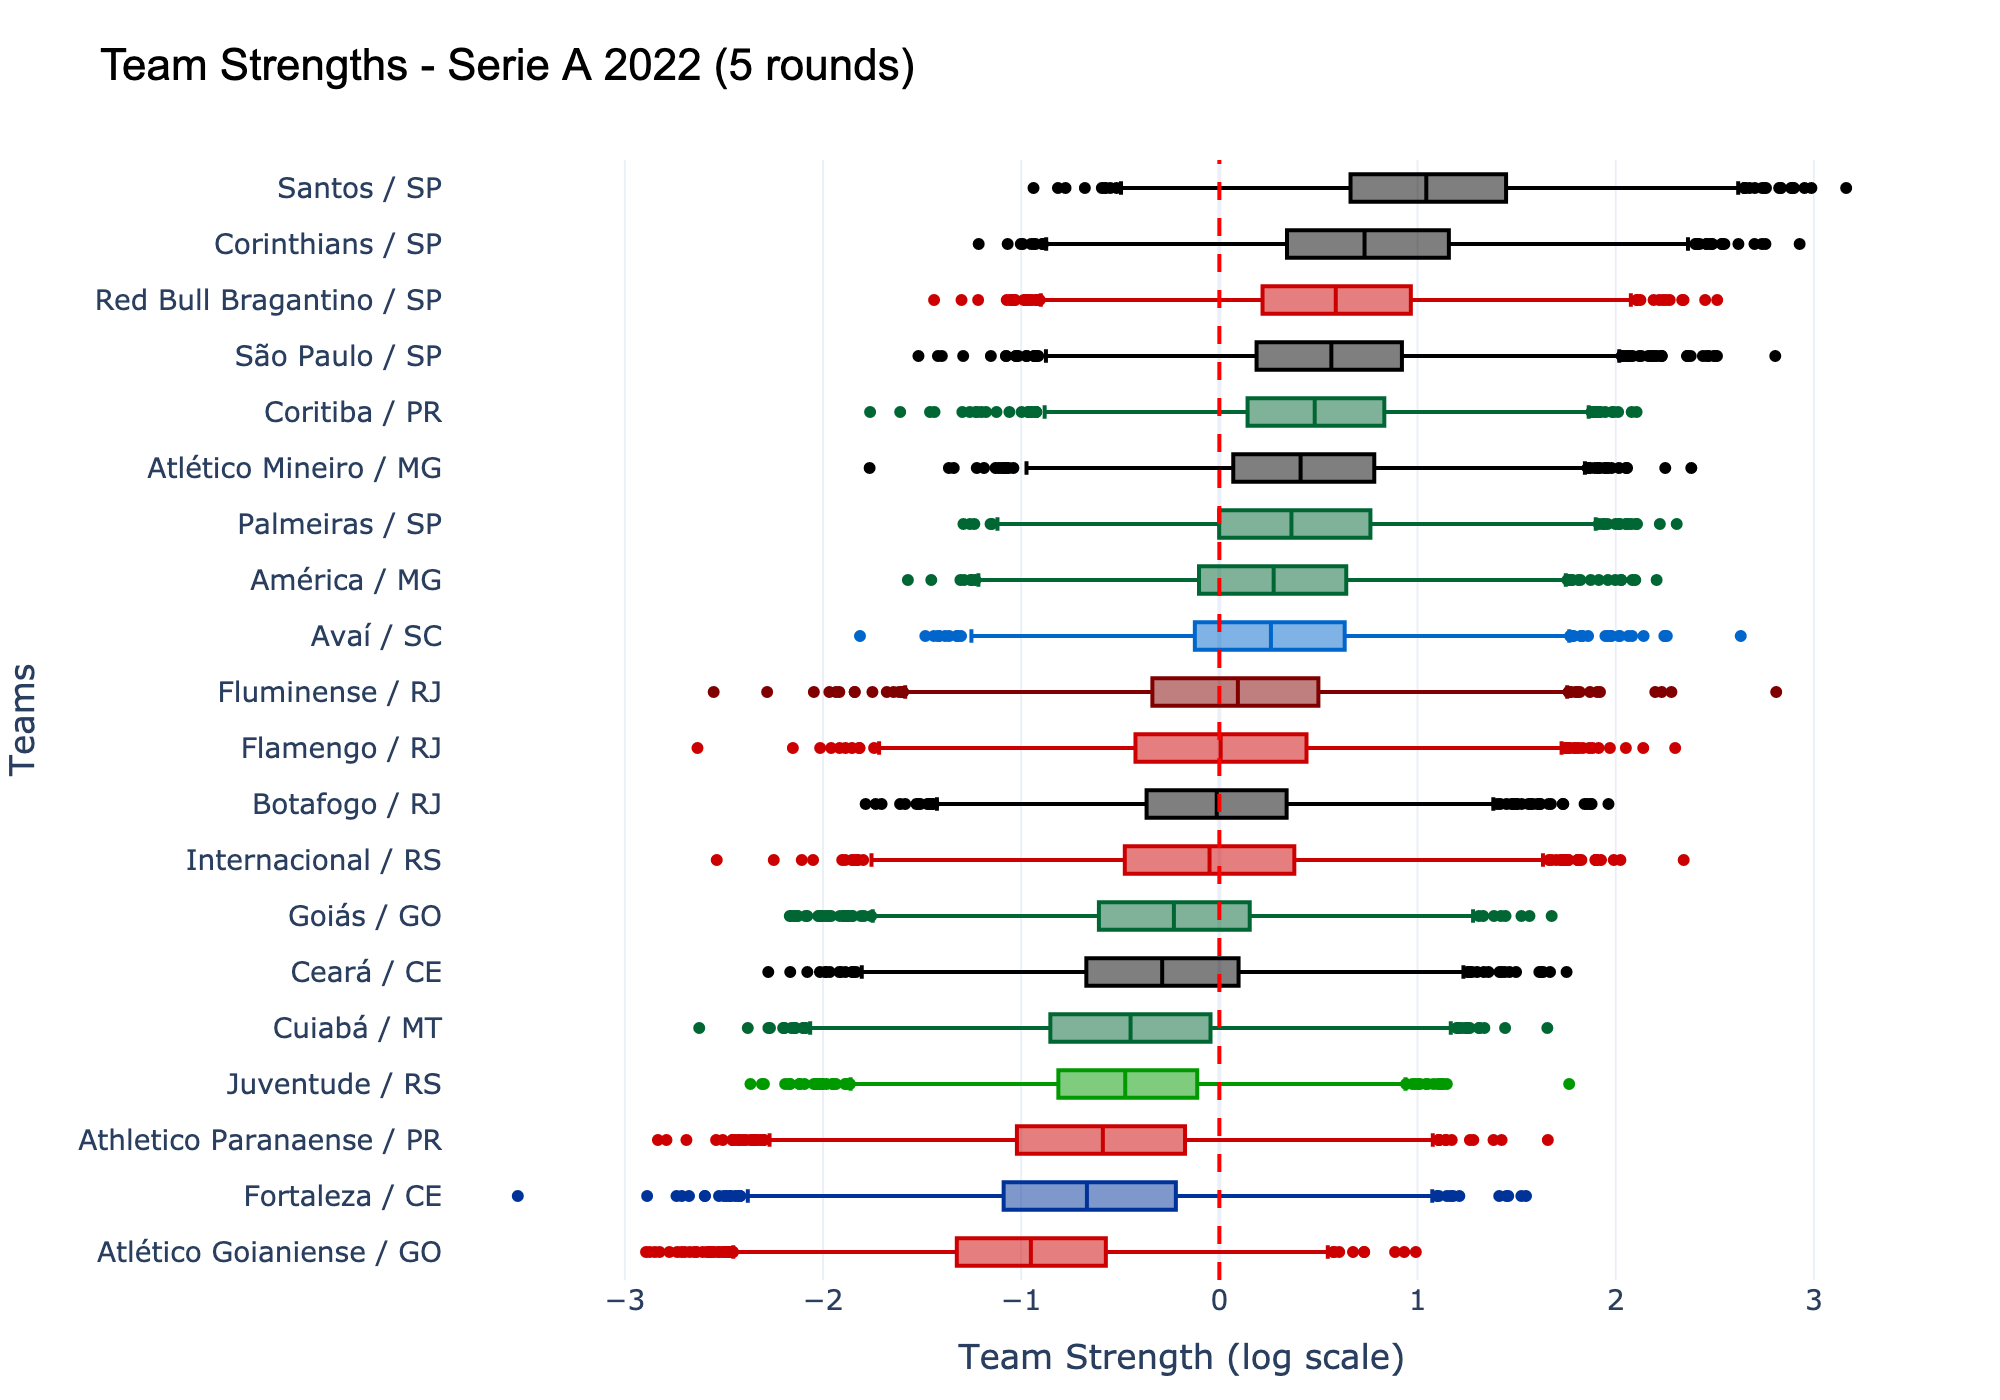 Team Strengths - Serie A 2022 (5 rounds)
Santos / SP
Corinthians / SP
Red Bull Bragantino / SP
São Paulo / SP
Coritiba / PR
Atlético Mineiro / MG
Palmeiras / SP
América / MG
Avaí / SC
Fluminense / RJ
Flamengo / RJ
Botafogo / RJ
Internacional / RS
Goiás / GO
Ceará / CE
Cuiabá / MT
Juventude / RS
Athletico Paranaense / PR
Fortaleza / CE
Atlético Goianiense / GO
Teams
−3 −2 −1 0 1 2 3
Team Strength (log scale)